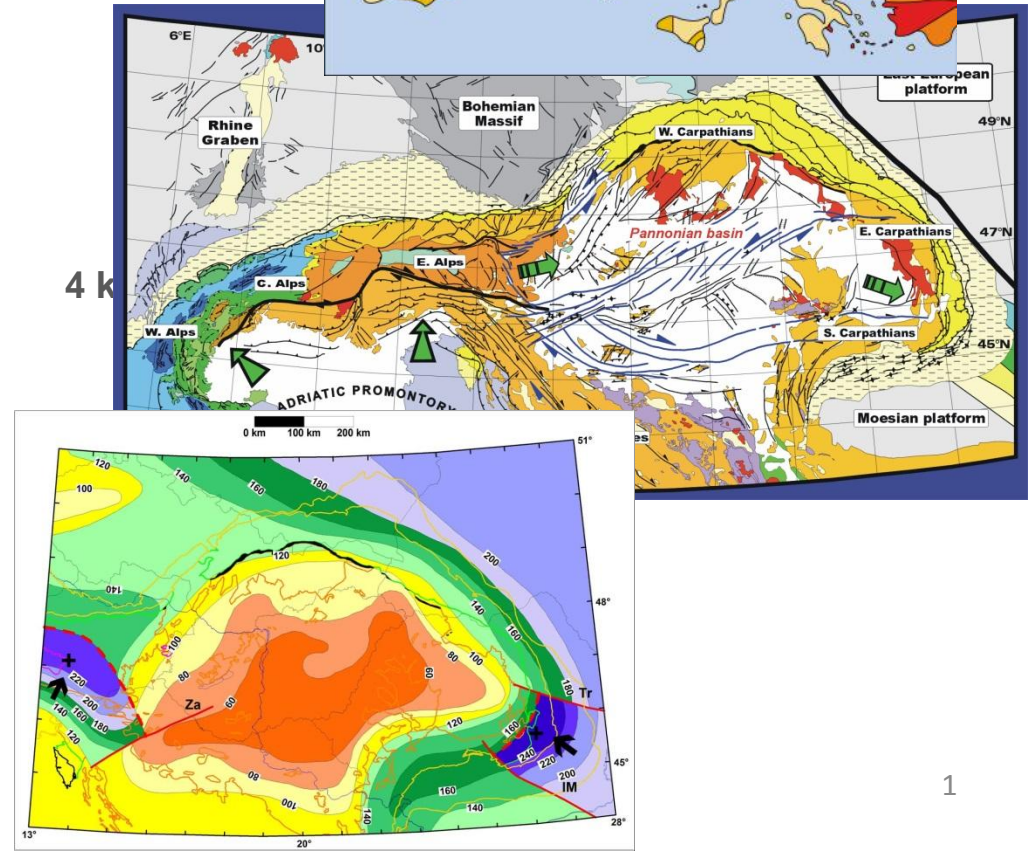 6°E
10°
East European
platform
49°N
Rhine
Graben
Bohemian
Massif
W. Carpathians
Pannonian basin
E. Carpathians
47°N
E. Alps
C. Alps
4 k
W. Alps
S. Carpathians
45°N
ADRIATIC PROMONTORY
Moesian platform
es
0 km 100 km 200 km
51°
120
100
140
160
180
200
120
140
140
160
48°
100
80
100
80
60
60
180
Tr
220
200
Za
120
160
140
160
180
120
240
220
200
45°
80
160
IM
100
140
140
13°
20°
28°
1